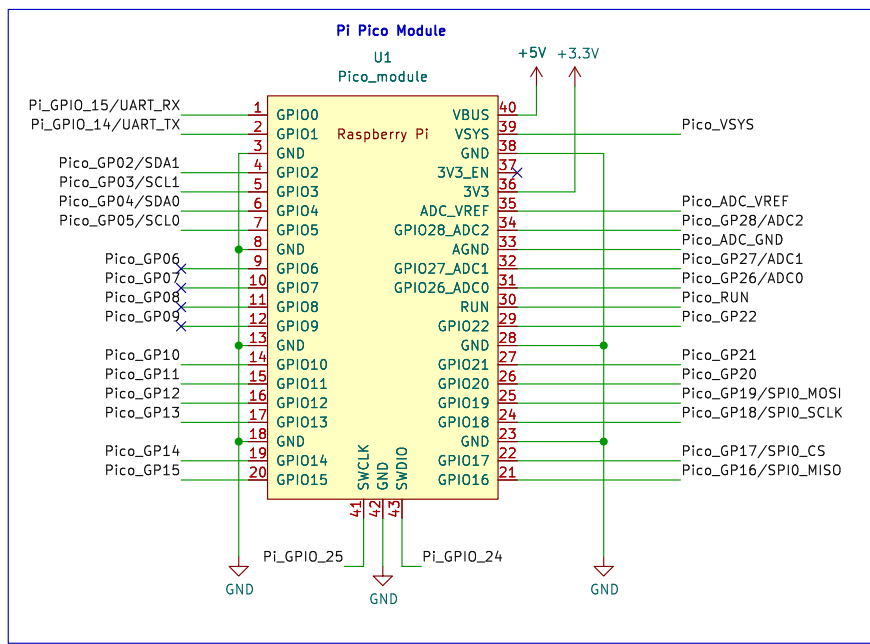 Pi Pico Module
U1
Pico_module
+5V
+3.3V
Raspberry Pi
Pi_GPIO_15/UART_RX 1 GPIO0
Pi_GPIO_14/UART_TX 2 GPIO1
3 GND
Pico_GP02/SDA1 4 GPIO2
Pico_GP03/SCL1 5 GPIO3
Pico_GP04/SDA0 6 GPIO4
Pico_GP05/SCL0 7 GPIO5
8 GND
Pico_GP06 9 GPIO6
Pico_GP07 10 GPIO7
Pico_GP08 11 GPIO8
Pico_GP09 12 GPIO9
13 GND
Pico_GP10 14 GPIO10
Pico_GP11 15 GPIO11
Pico_GP12 16 GPIO12
Pico_GP13 17 GPIO13
18 GND
Pico_GP14 19 GPIO14
Pico_GP15 20 GPIO15
VBUS 40
VSYS 39 Pico_VSYS
GND 38
3V3_EN 37
3V3 36
ADC_VREF 35 Pico_ADC_VREF
GPIO28_ADC2 34 Pico_GP28/ADC2
AGND 33 Pico_ADC_GND
GPIO27_ADC1 32 Pico_GP27/ADC1
GPIO26_ADC0 31 Pico_GP26/ADC0
RUN 30 Pico_RUN
GPIO22 29 Pico_GP22
GND 28
GPIO21 27 Pico_GP21
GPIO20 26 Pico_GP20
GPIO19 25 Pico_GP19/SPI0_MOSI
GPIO18 24 Pico_GP18/SPI0_SCLK
GND 23
GPIO17 22 Pico_GP17/SPI0_CS
GPIO16 21 Pico_GP16/SPI0_MISO
SWCLK 41
GND 42
SWDIO 43
Pi_GPIO_25
Pi_GPIO_24
GND
GND
GND